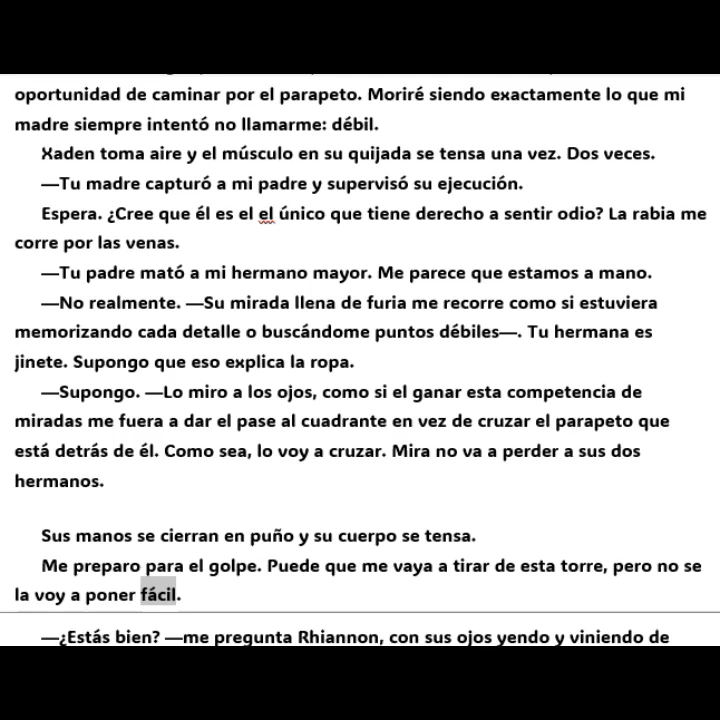 oportunidad de caminar por el parapeto. Moriré siendo exactamente lo que mi
madre siempre intentó no llamarme: débil.
Xaden toma aire y el músculo en su quijada se tensa una vez. Dos veces.
—Tu madre capturó a mi padre y supervisó su ejecución.
Espera. ¿Cree que él es el el único que tiene derecho a sentir odio? La rabia me
corre por las venas.
—Tu padre mató a mi hermano mayor. Me parece que estamos a mano.
—No realmente. —Su mirada llena de furia me recorre como si estuviera
memorizando cada detalle o buscándome puntos débiles—. Tu hermana es
jinete. Supongo que eso explica la ropa.
—Supongo. —Lo miro a los ojos, como si el ganar esta competencia de
miradas me fuera a dar el pase al cuadrante en vez de cruzar el parapeto que
está detrás de él. Como sea, lo voy a cruzar. Mira no va a perder a sus dos
hermanos.
Sus manos se cierran en puño y su cuerpo se tensa.
Me preparo para el golpe. Puede que me vaya a tirar de esta torre, pero no se
la voy a poner fácil.
—¿Estás bien? —me pregunta Rhiannon, con sus ojos yendo y viniendo de